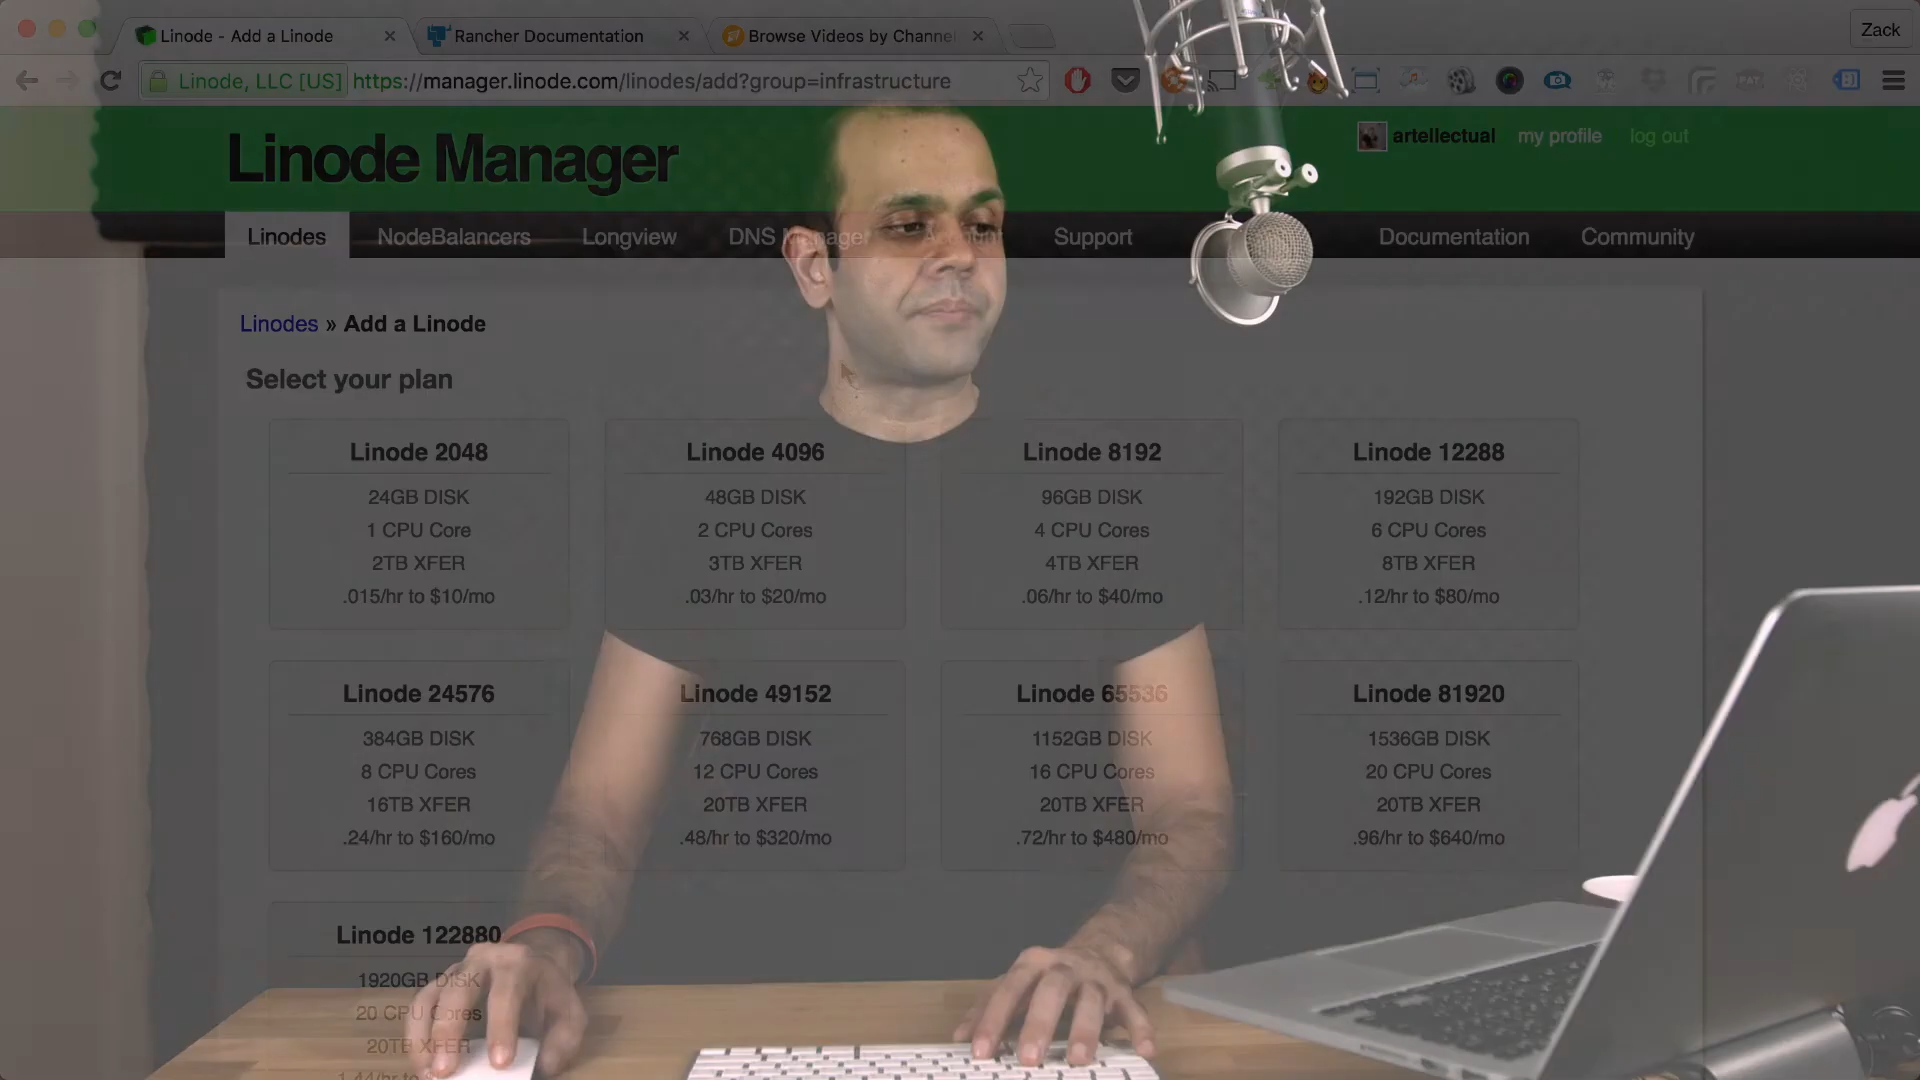 Linode - Add a Linode
Rancher Documentation
Browse Videos by Channe
Zack
Linode, LLC [US] https://manager.linode.com/linodes/add?group=infrastructure
Linode Manager
artellectual my profile log out
Linodes NodeBalancers Longview DNS Manager Support Documentation Community
Linodes » Add a Linode
Select your plan
Linode 2048
24GB DISK
1 CPU Core
2TB XFER
.015/hr to $10/mo
Linode 4096
48GB DISK
2 CPU Cores
3TB XFER
.03/hr to $20/mo
Linode 8192
96GB DISK
4 CPU Cores
4TB XFER
.06/hr to $40/mo
Linode 12288
192GB DISK
6 CPU Cores
8TB XFER
.12/hr to $80/mo
Linode 24576
384GB DISK
8 CPU Cores
16TB XFER
.24/hr to $160/mo
Linode 49152
768GB DISK
12 CPU Cores
20TB XFER
.48/hr to $320/mo
Linode 65536
1152GB DISK
16 CPU Cores
20TB XFER
.72/hr to $480/mo
Linode 81920
1536GB DISK
20 CPU Cores
20TB XFER
.96/hr to $640/mo
Linode 122880
1920GB DISK
20 CPU Cores
20TB XFER
1.44/hr to